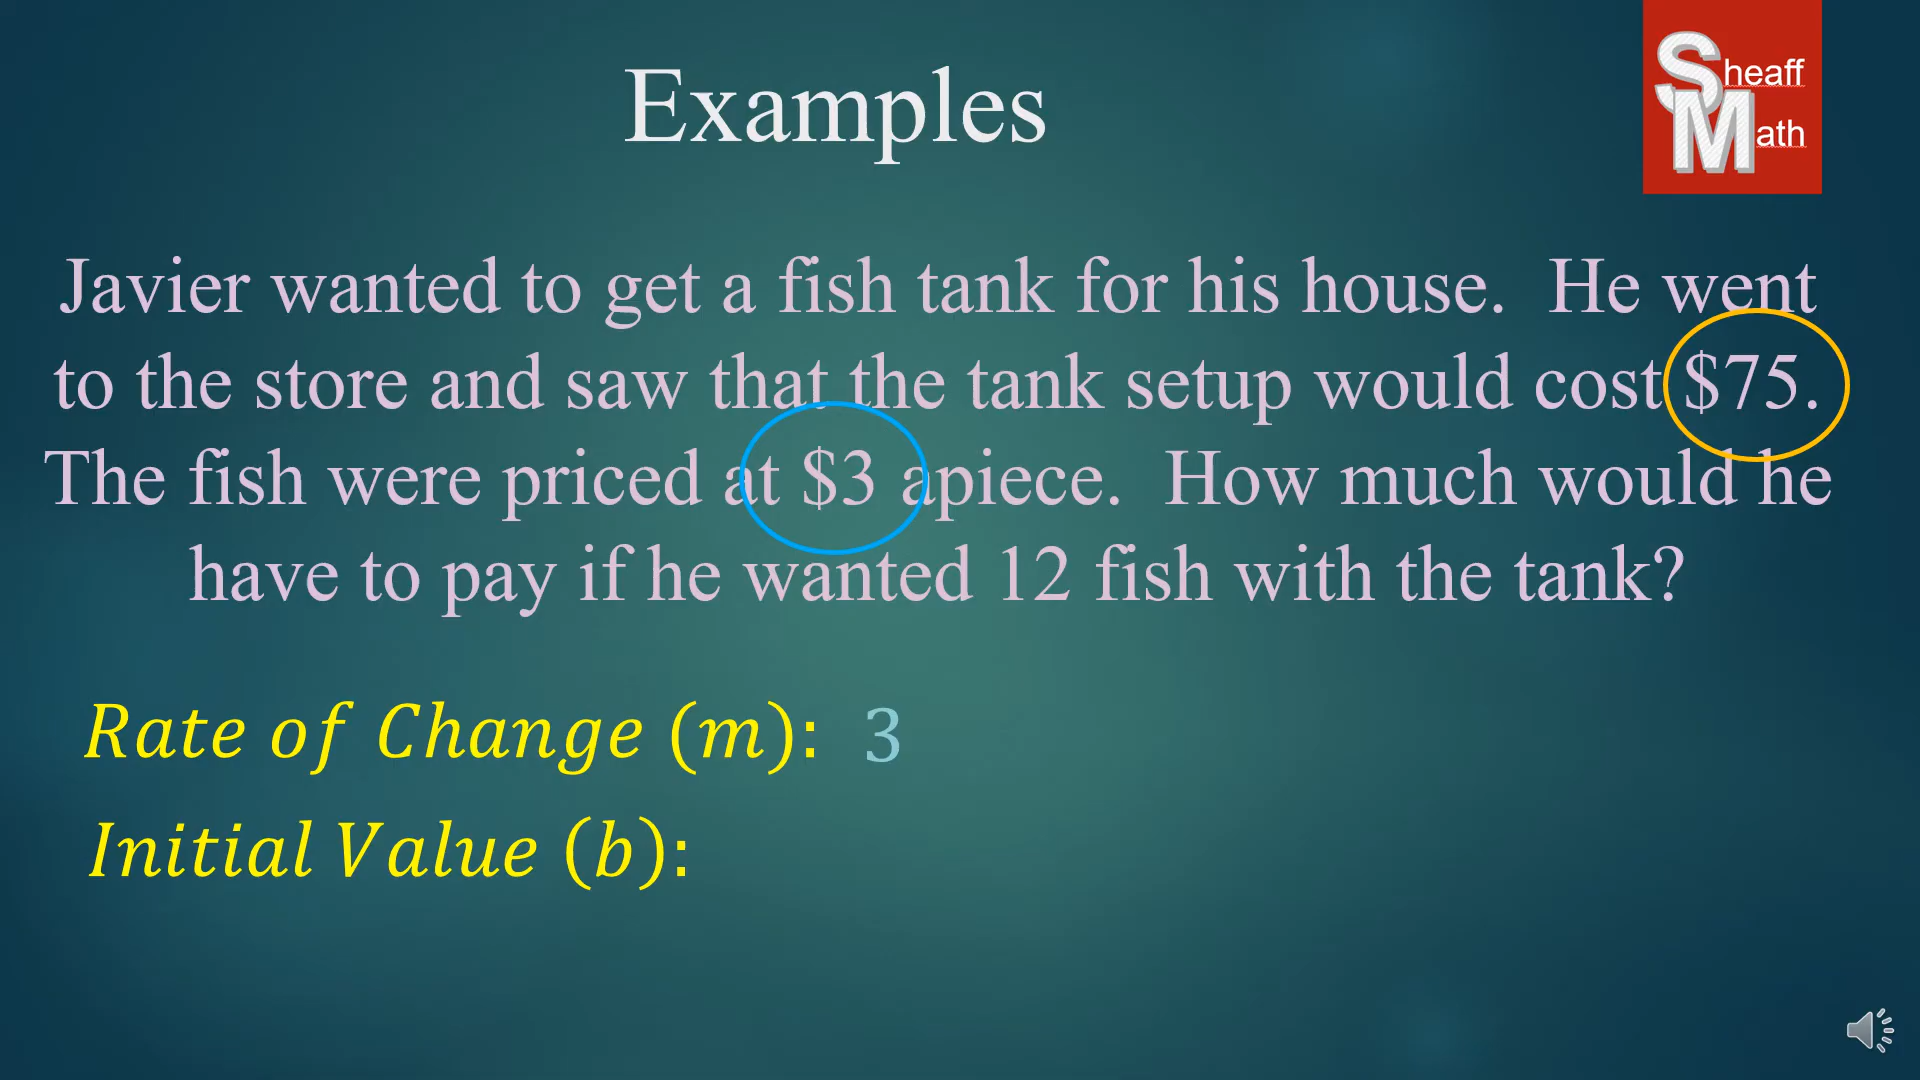 Examples
Sheaff
Math
Javier wanted to get a fish tank for his house.  He went
to the store and saw that the tank setup would cost $75.
The fish were priced at $3 apiece.  How much would he
have to pay if he wanted 12 fish with the tank?
Rate of Change (m): 3
Initial Value (b):